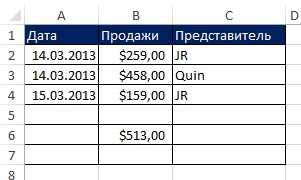 A B C D
1 Дата Продажи Представитель
2 14.03.2013 $259,00 JR
3 14.03.2013 $458,00 Quin
4 15.03.2013 $159,00 JR
5
6 $513,00
7
8